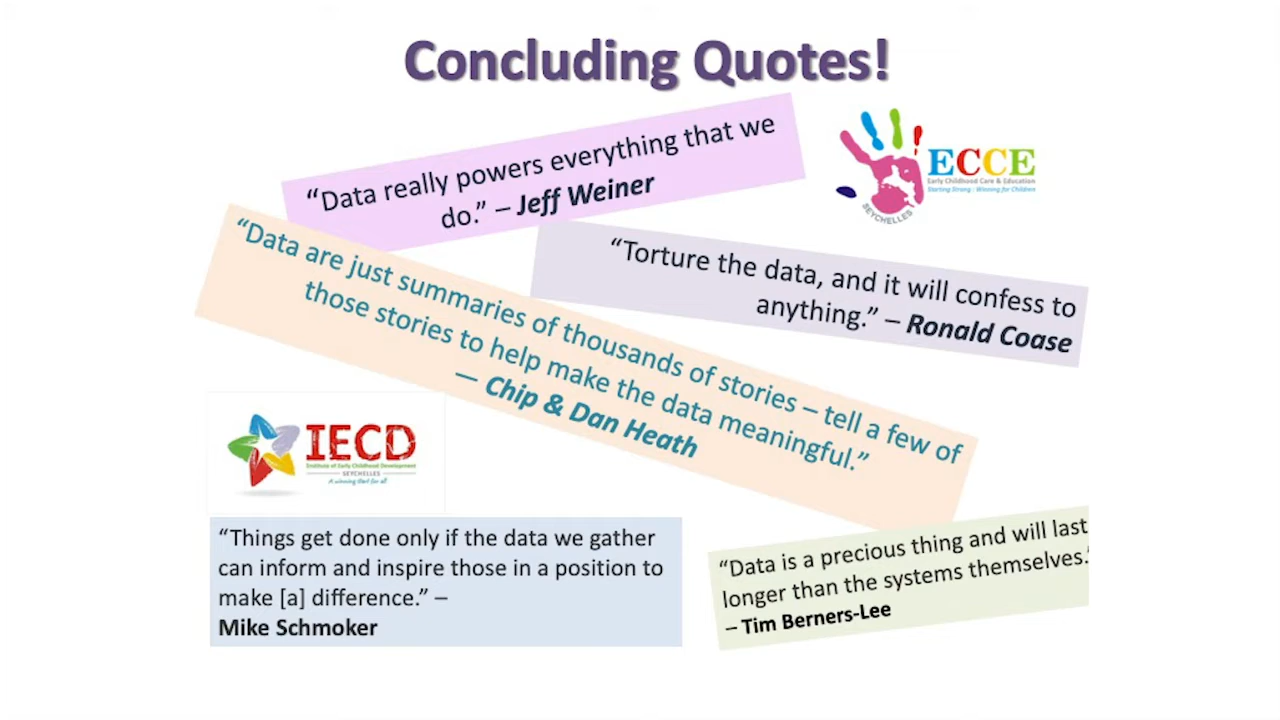 Concluding Quotes!
“Data really powers everything that we
do.” – Jeff Weiner
ECCE
Early Childhood Care & Education
Starting Strong : Winning for Children
SEYCHELLES
“Torture the data, and it will confess to
anything.” – Ronald Coase
“Data are just summaries of thousands of stories – tell a few of
those stories to help make the data meaningful.”
— Chip & Dan Heath
IECD
Institute of Early Childhood Development
SEYCHELLES
A winning start for all
“Things get done only if the data we gather
can inform and inspire those in a position to
make [a] difference.” –
Mike Schmoker
“Data is a precious thing and will last
longer than the systems themselves.”
– Tim Berners-Lee